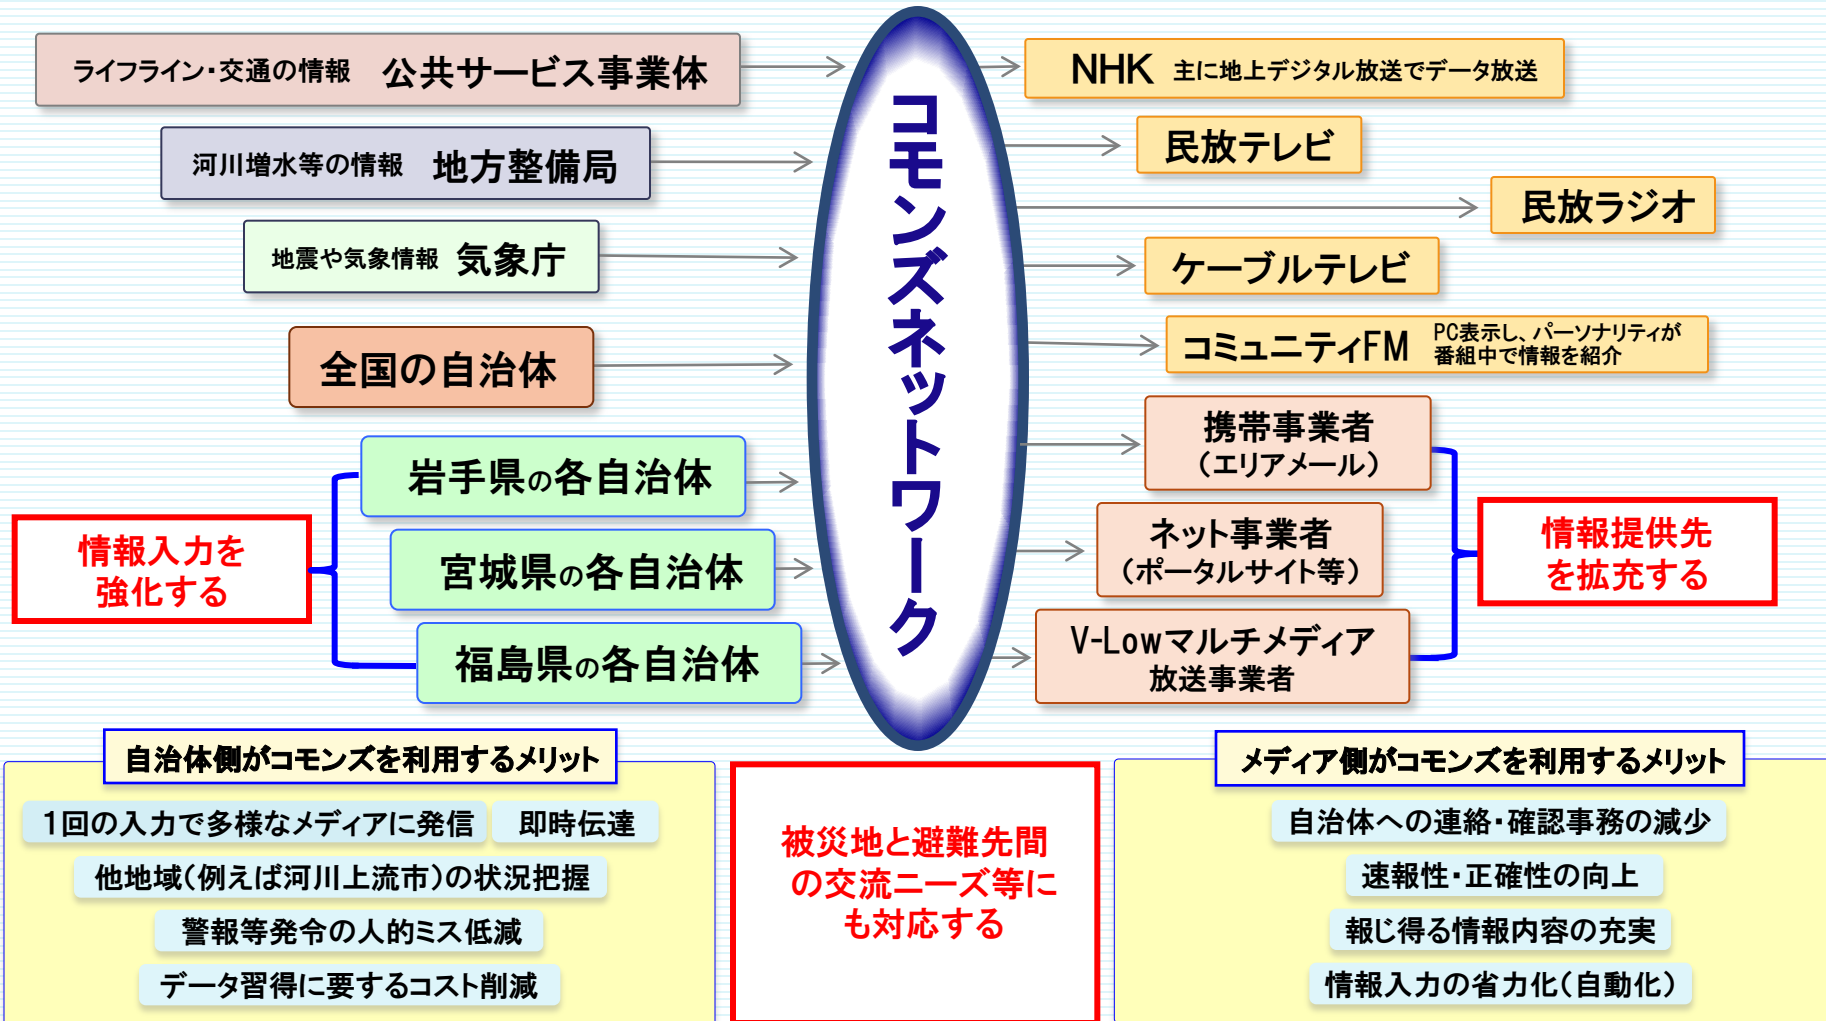 ライフライン・交通の情報 公共サービス事業体
河川増水等の情報 地方整備局
地震や気象情報 気象庁
全国の自治体
岩手県の各自治体
宮城県の各自治体
福島県の各自治体
情報入力を
強化する
コモンズネットワーク
NHK 主に地上デジタル放送でデータ放送
民放テレビ
民放ラジオ
ケーブルテレビ
コミュニティFM PC表示し、パーソナリティが
番組中で情報を紹介
携帯事業者
（エリアメール）
ネット事業者
（ポータルサイト等）
V-Lowマルチメディア
放送事業者
情報提供先
を拡充する
自治体側がコモンズを利用するメリット
1回の入力で多様なメディアに発信 即時伝達
他地域（例えば河川上流市）の状況把握
警報等発令の人的ミス低減
データ習得に要するコスト削減
被災地と避難先間
の交流ニーズ等に
も対応する
メディア側がコモンズを利用するメリット
自治体への連絡・確認事務の減少
速報性・正確性の向上
報じ得る情報内容の充実
情報入力の省力化（自動化）